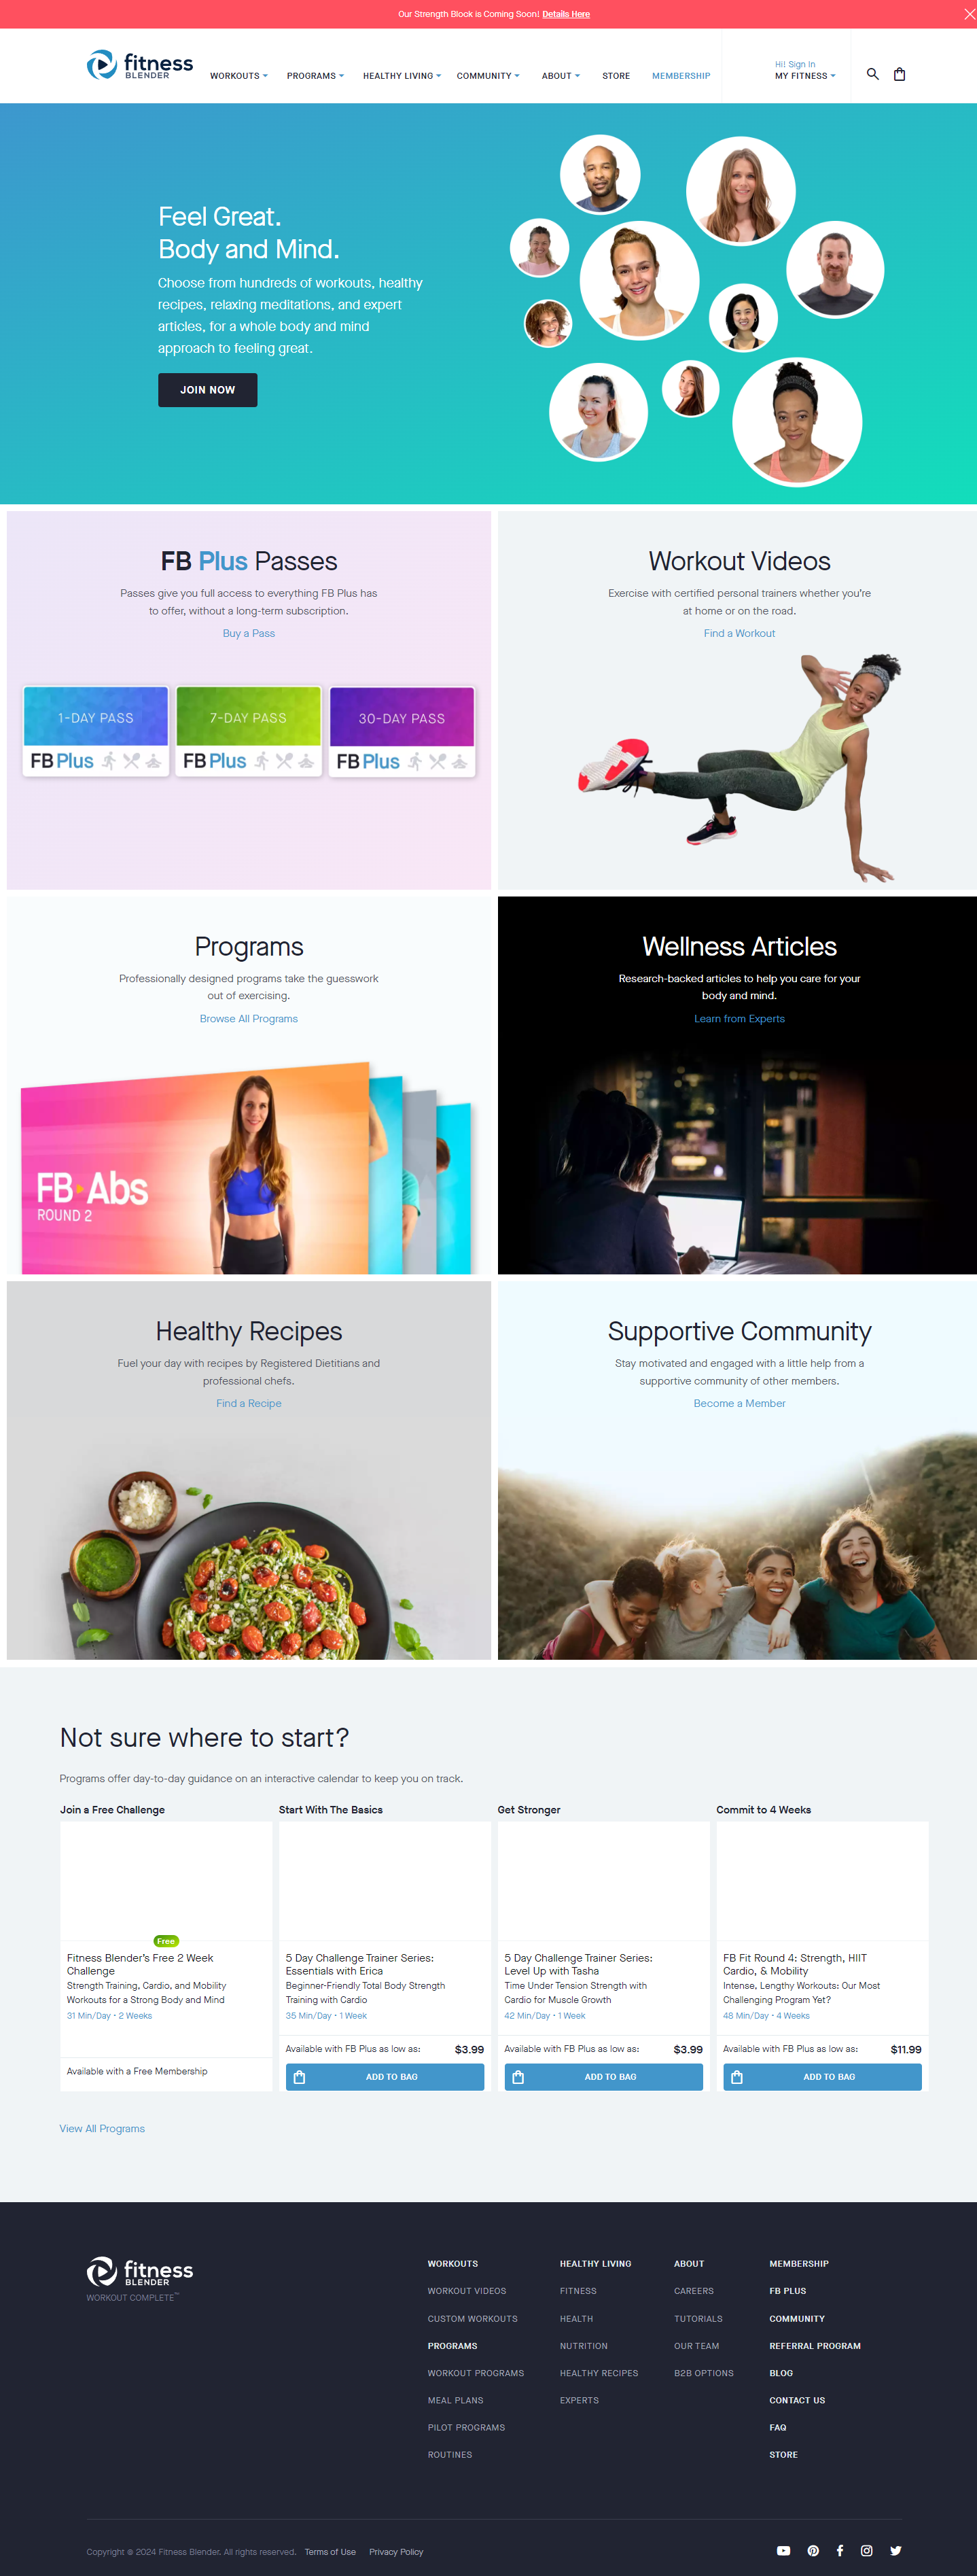 Our Strength Block is Coming Soon! Details Here
fitness
BLENDER
WORKOUTS
PROGRAMS
HEALTHY LIVING
COMMUNITY
ABOUT
STORE
MEMBERSHIP
Hi! Sign In
MY FITNESS
Feel Great.
Body and Mind.
Choose from hundreds of workouts, healthy
recipes, relaxing meditations, and expert
articles, for a whole body and mind
approach to feeling great.
JOIN NOW
FB Plus Passes
Passes give you full access to everything FB Plus has
to offer, without a long-term subscription.
Buy a Pass
1-DAY PASS
FB Plus
7-DAY PASS
FB Plus
30-DAY PASS
FB Plus
Workout Videos
Exercise with certified personal trainers whether you're
at home or on the road.
Find a Workout
Programs
Professionally designed programs take the guesswork
out of exercising.
Browse All Programs
FB Abs
ROUND 2
Wellness Articles
Research-backed articles to help you care for your
body and mind.
Learn from Experts
Healthy Recipes
Fuel your day with recipes by Registered Dietitians and
professional chefs.
Find a Recipe
Supportive Community
Stay motivated and engaged with a little help from a
supportive community of other members.
Become a Member
Not sure where to start?
Programs offer day-to-day guidance on an interactive calendar to keep you on track.
Join a Free Challenge
Free
Fitness Blender's Free 2 Week
Challenge
Strength Training, Cardio, and Mobility
Workouts for a Strong Body and Mind
31 Min/Day • 2 Weeks
Available with a Free Membership
Start With The Basics
5 Day Challenge Trainer Series:
Essentials with Erica
Beginner-Friendly Total Body Strength
Training with Cardio
35 Min/Day • 1 Week
Available with FB Plus as low as: $3.99
ADD TO BAG
Get Stronger
5 Day Challenge Trainer Series:
Level Up with Tasha
Time Under Tension Strength with
Cardio for Muscle Growth
42 Min/Day • 1 Week
Available with FB Plus as low as: $3.99
ADD TO BAG
Commit to 4 Weeks
FB Fit Round 4: Strength, HIIT
Cardio, & Mobility
Intense, Lengthy Workouts: Our Most
Challenging Program Yet?
48 Min/Day • 4 Weeks
Available with FB Plus as low as: $11.99
ADD TO BAG
View All Programs
fitness
BLENDER
WORKOUT COMPLETE™
WORKOUTS
WORKOUT VIDEOS
CUSTOM WORKOUTS
PROGRAMS
WORKOUT PROGRAMS
MEAL PLANS
PILOT PROGRAMS
ROUTINES
HEALTHY LIVING
FITNESS
HEALTH
NUTRITION
HEALTHY RECIPES
EXPERTS
ABOUT
CAREERS
TUTORIALS
OUR TEAM
B2B OPTIONS
MEMBERSHIP
FB PLUS
COMMUNITY
REFERRAL PROGRAM
BLOG
CONTACT US
FAQ
STORE
Copyright © 2024 Fitness Blender. All rights reserved. Terms of Use Privacy Policy